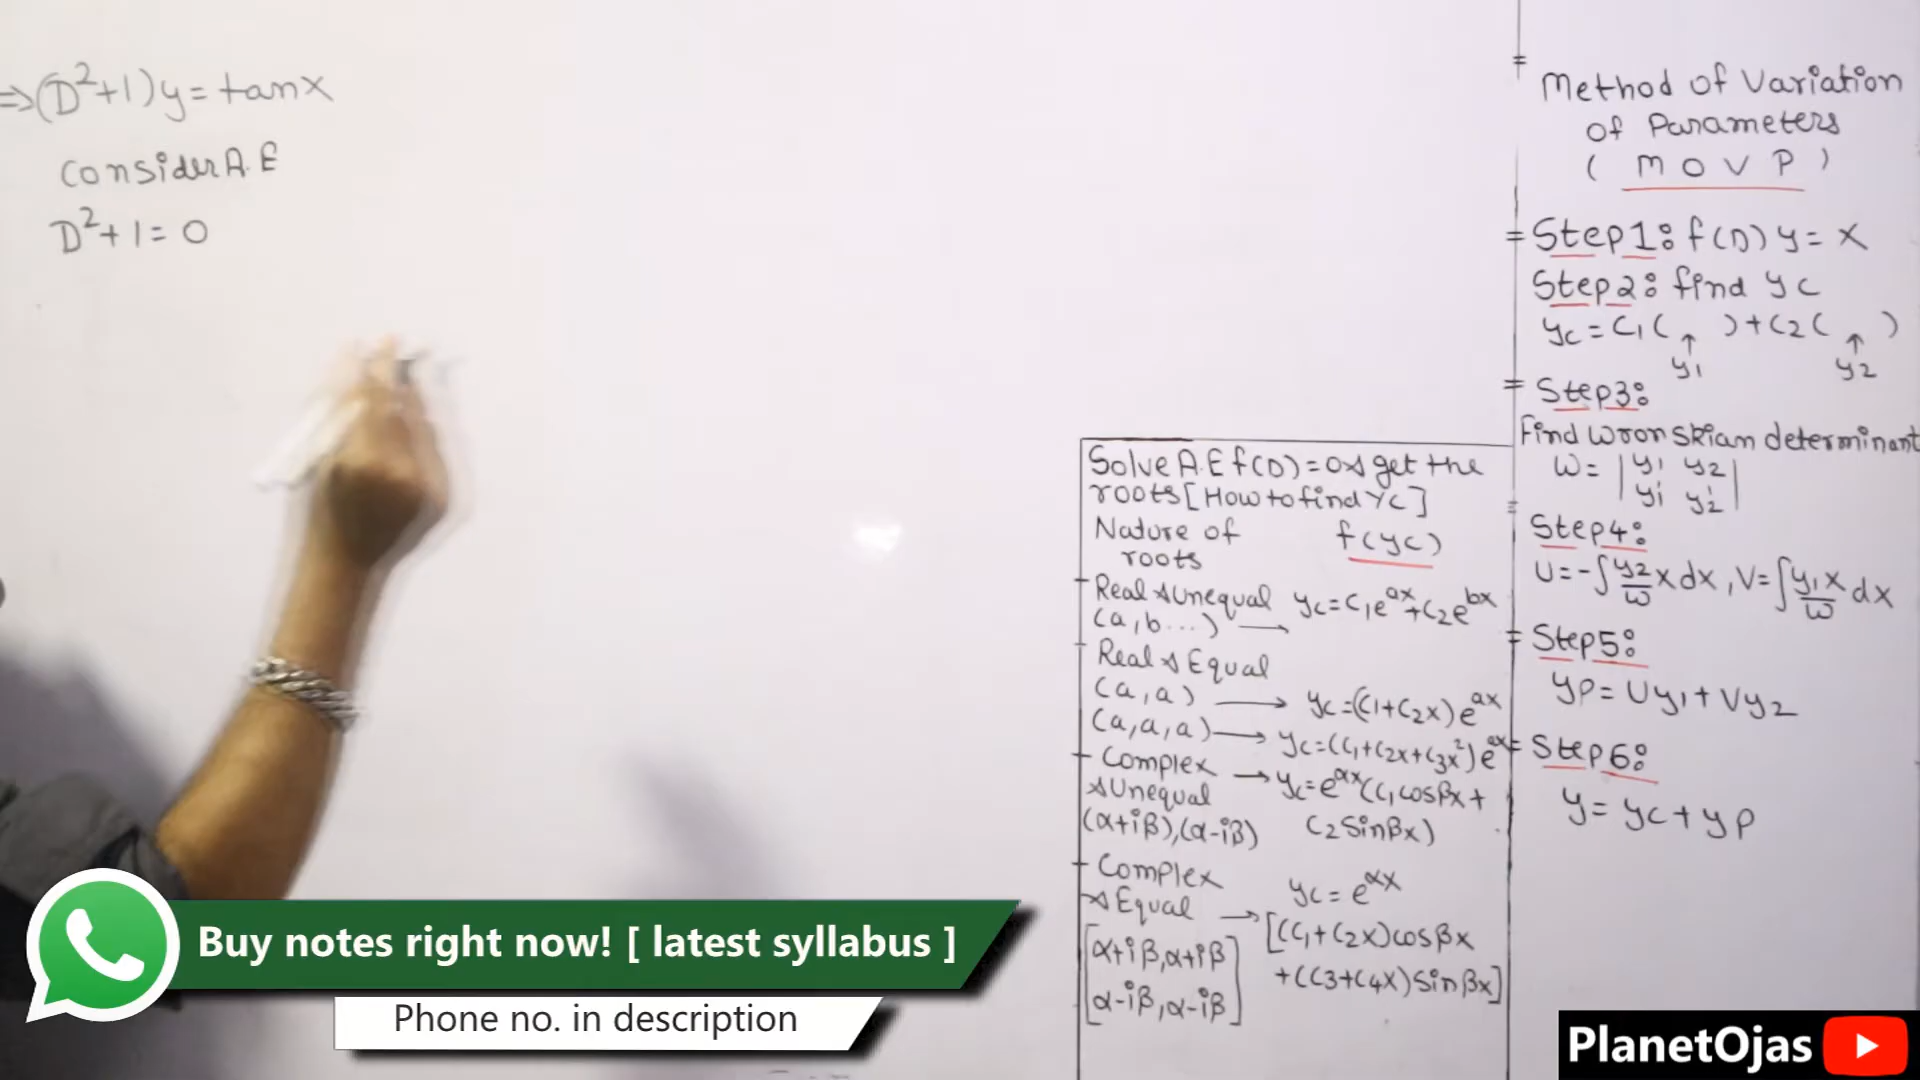 ⇒(D²+1)y = tanx
Consider A.E
D²+1 = 0
Method of Variation
of Parameters
( M O V P )
Step1: f(D) y = X
Step2: find yc
yc = C1( ) + C2( )
↑ ↑
y1 y2
Step3:
Find Wronskian determinant
W = | y1 y2 |
| y1' y2' |
Step4:
U = -∫ y2/W X dx , V = ∫ y1X/W dx
Step5:
yp = Uy1 + Vy2
Step6:
y = yc + yp
Solve A.E f(D) = 0 & get the
roots [How to find Yc]
Nature of f(yc)
roots
Real & Unequal yc = C1e^ax + C2e^bx
(a, b...) →
Real & Equal
(a, a) → yc = (C1+C2x) e^ax
(a, a, a) → yc = (C1+C2x+C3x²) e^ax
Complex → yc = e^αx (C1 cosβx +
& Unequal
(α+iβ),(α-iβ) C2 Sinβx)
Complex yc = e^αx
& Equal → [(C1+C2x)cosβx
[α+iβ, α+iβ +(C3+C4x)Sinβx]
α-iβ, α-iβ]
Buy notes right now! [ latest syllabus ]
Phone no. in description
PlanetOjas